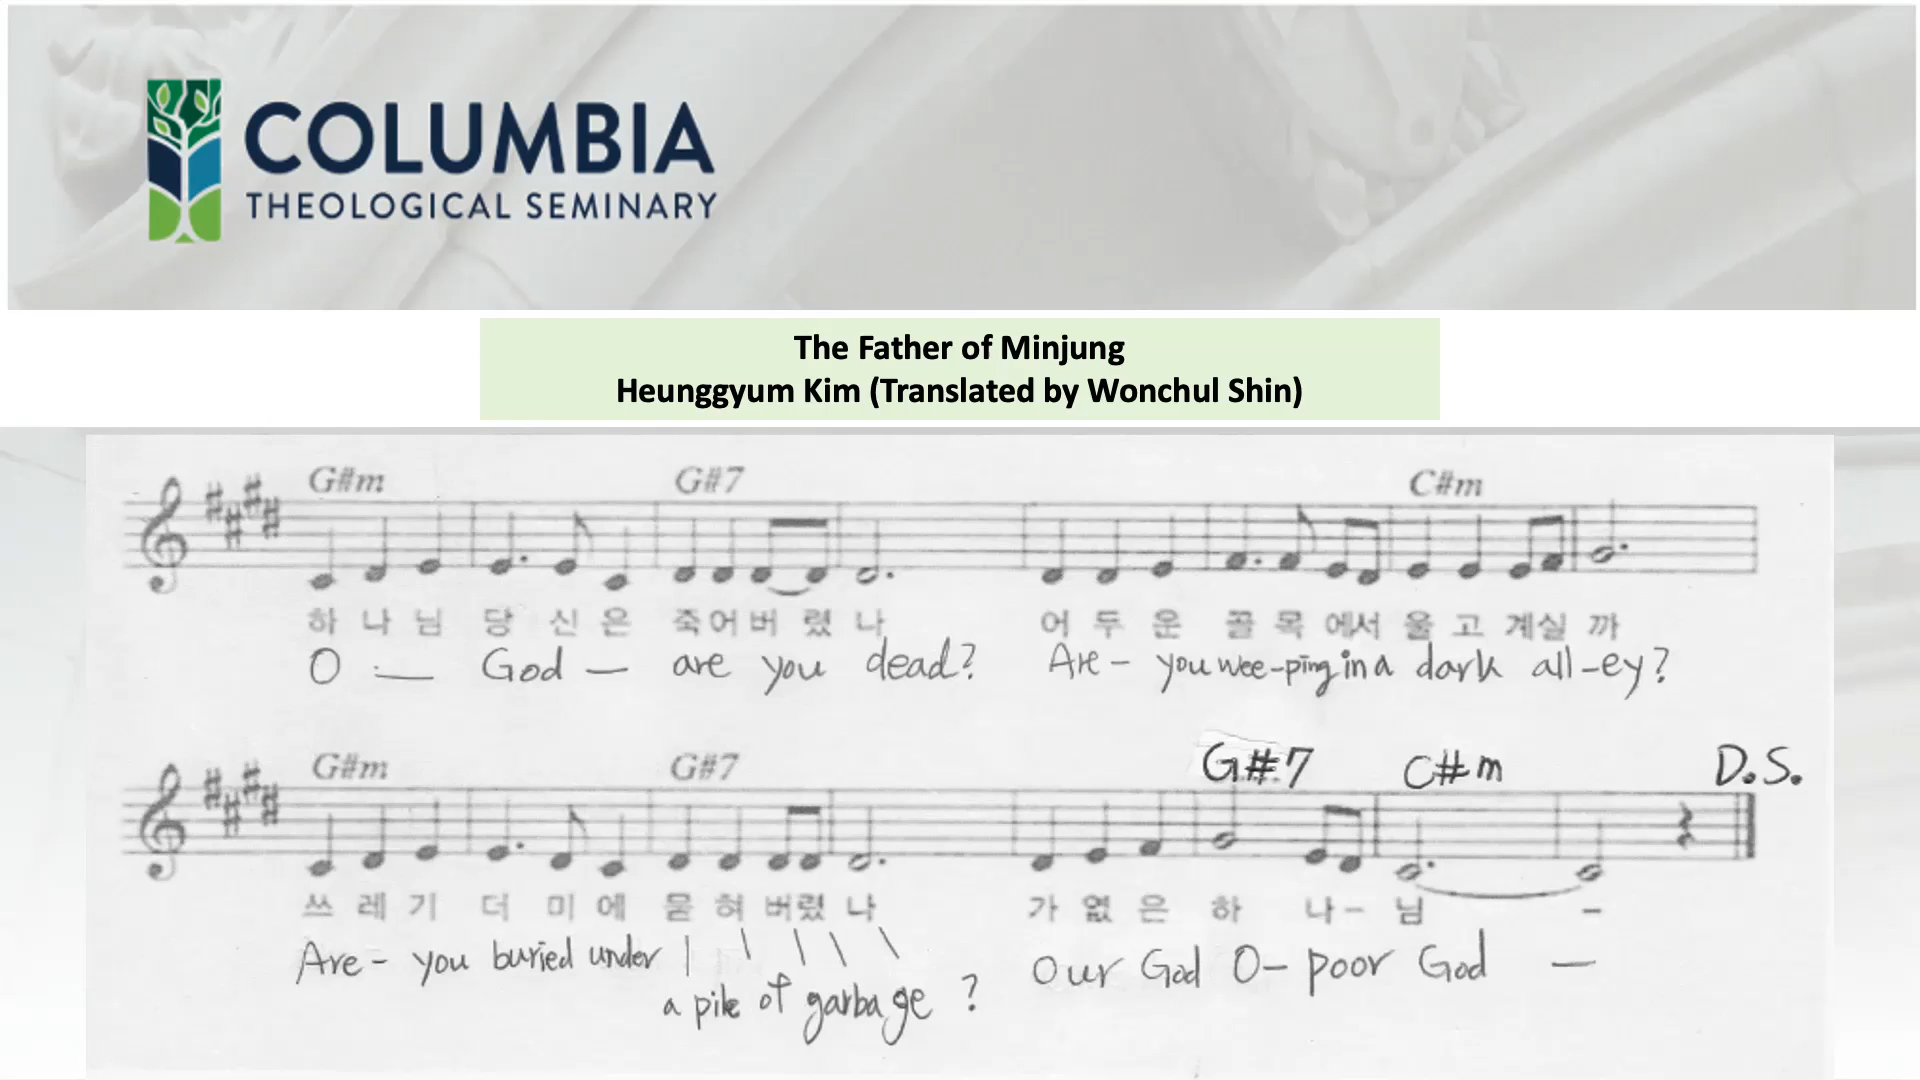 COLUMBIA
THEOLOGICAL SEMINARY
The Father of Minjung
Heunggyum Kim (Translated by Wonchul Shin)
G#m G#7 C#m
하 나 님 당 신 은 죽어버 렸 나 어 두 운 골 목 에서 울 고 계실 까
O — God — are you dead? Are - you wee-ping in a dark all-ey?
G#m G#7 G#7 C#m D.S.
쓰 레 기 더 미 에 묻 혀 버렸 나 가 엾 은 하 나 - 님 -
Are - you buried under
a pile of garbage ? Our God O- poor God —